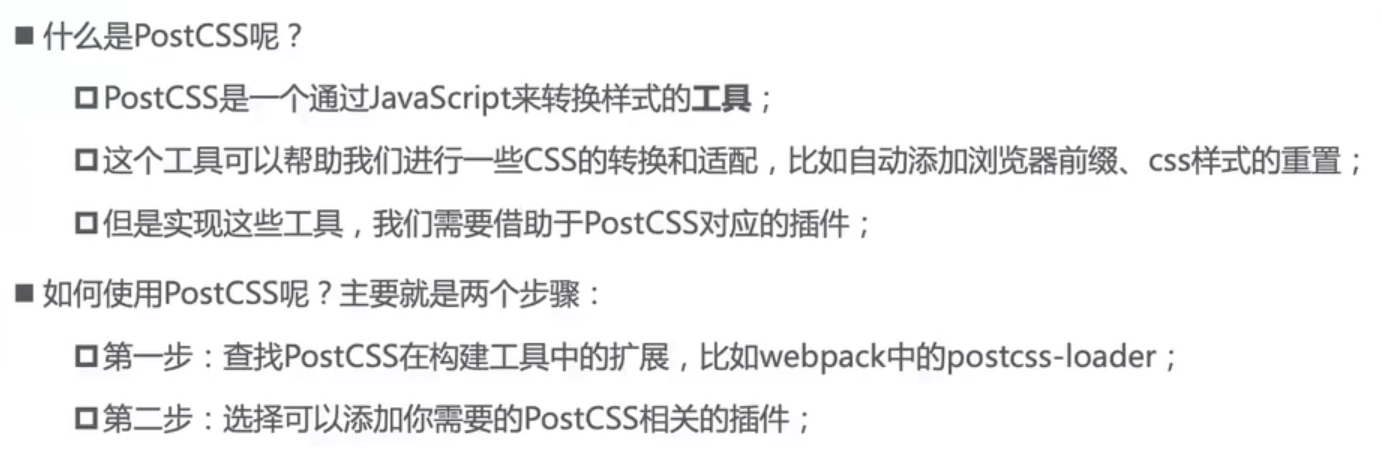 ■ 什么是PostCSS呢？
□ PostCSS是一个通过JavaScript来转换样式的工具；
□ 这个工具可以帮助我们进行一些CSS的转换和适配，比如自动添加浏览器前缀、css样式的重置；
□ 但是实现这些工具，我们需要借助于PostCSS对应的插件；
■ 如何使用PostCSS呢？主要就是两个步骤：
□ 第一步：查找PostCSS在构建工具中的扩展，比如webpack中的postcss-loader；
□ 第二步：选择可以添加你需要的PostCSS相关的插件；